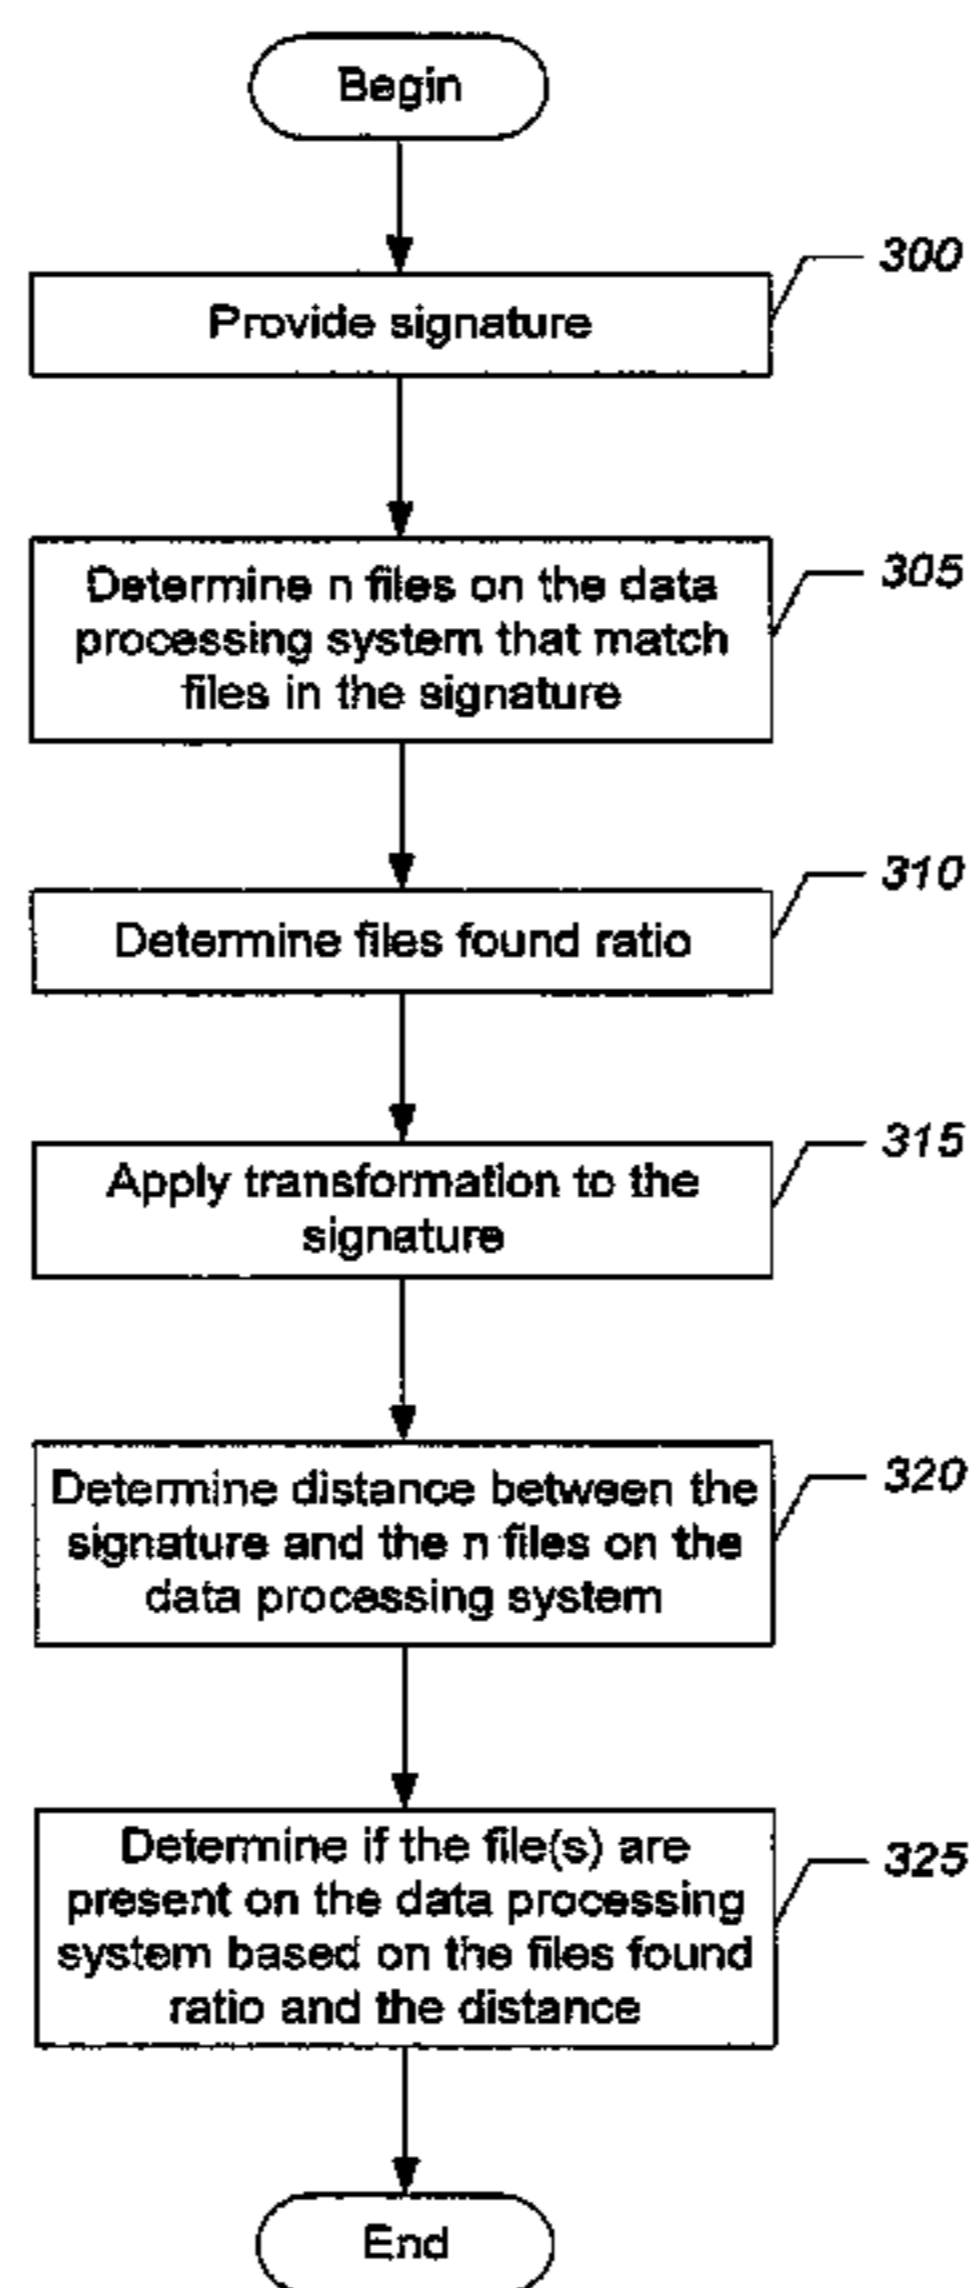 Begin
300
Provide signature
305
Determine n files on the data
processing system that match
files in the signature
310
Determine files found ratio
315
Apply transformation to the
signature
320
Determine distance between the
signature and the n files on the
data processing system
325
Determine if the file(s) are
present on the data processing
system based on the files found
ratio and the distance
End